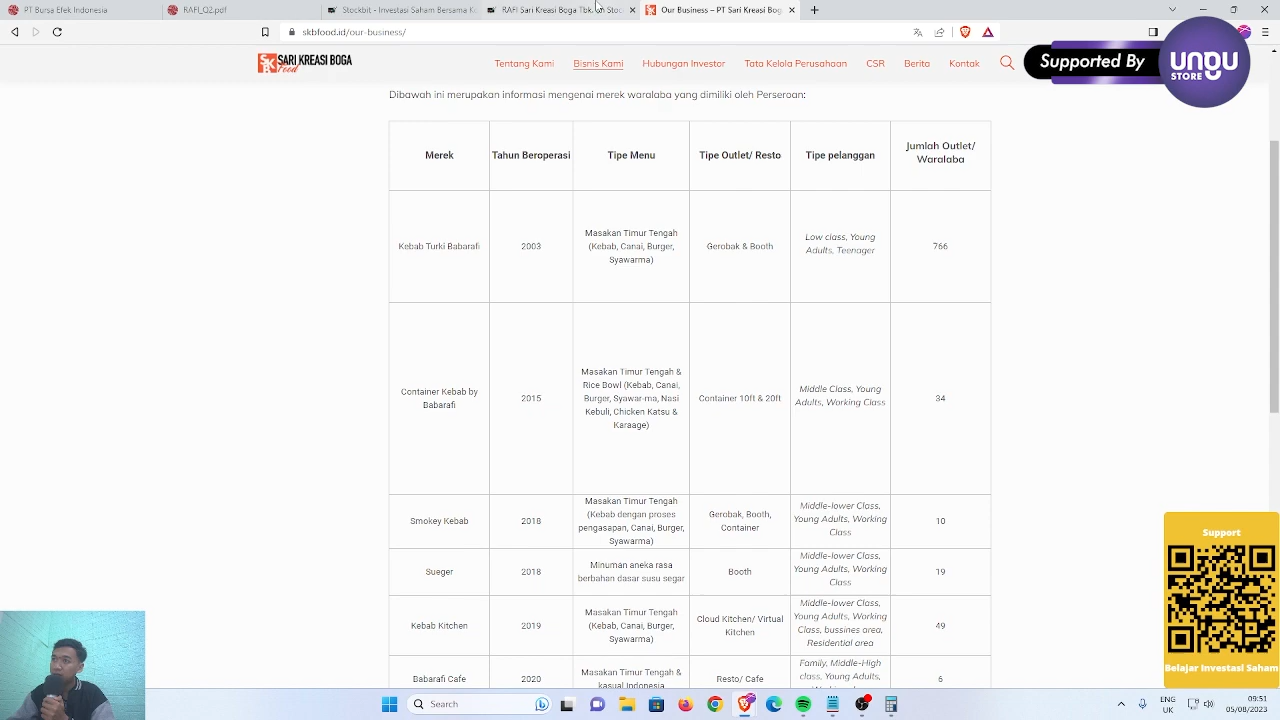 PT Bursa Efek Indonesia
RAFI_Q2.pdf
Stockbit - Investasi Saham Bersama Ko
RAFI Sari Kreasi Boga Tbk. Stock
Our Business – PT Sari Kreasi Boga
skbfood.id/our-business/
SARI KREASI BOGA
Food
Tentang Kami
Bisnis Kami
Hubungan Investor
Tata Kelola Perusahaan
CSR
Berita
Kontak
Supported By
UNGU
STORE
Dibawah ini merupakan informasi mengenai merek waralaba yang dimiliki oleh Perseroan:
Merek
Tahun Beroperasi
Tipe Menu
Tipe Outlet/ Resto
Tipe pelanggan
Jumlah Outlet/
Waralaba
Kebab Turki Babarafi
2003
Masakan Timur Tengah
(Kebab, Canai, Burger,
Syawarma)
Gerobak & Booth
Low class, Young
Adults, Teenager
766
Container Kebab by
Babarafi
2015
Masakan Timur Tengah &
Rice Bowl (Kebab, Canai,
Burger, Syawar-ma, Nasi
Kebuli, Chicken Katsu &
Karaage)
Container 10ft & 20ft
Middle Class, Young
Adults, Working Class
34
Smokey Kebab
2018
Masakan Timur Tengah
(Kebab dengan proses
pengasapan, Canai, Burger,
Syawarma)
Gerobak, Booth,
Container
Middle-lower Class,
Young Adults, Working
Class
10
Sueger
2018
Minuman aneka rasa
berbahan dasar susu segar
Booth
Middle-lower Class,
Young Adults, Working
Class
19
Kebab Kitchen
2019
Masakan Timur Tengah
(Kebab, Canai, Burger,
Syawarma)
Cloud Kitchen/ Virtual
Kitchen
Middle-lower Class,
Young Adults, Working
Class, bussines area,
Residential area
49
Babarafi Cafe
2020
Masakan Timur Tengah &
kasual Indonesia
Resto/ Cafe
Family, Middle-High
class, Young Adults,
6
Support
Belajar Investasi Saham
Search
ENG
UK
09:51
05/08/2023